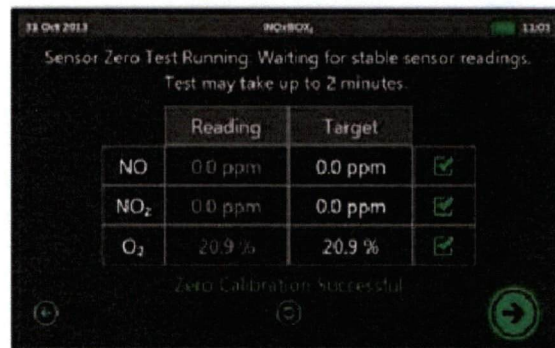 31 Oct 2013 INOxBOX, 11:01
Sensor Zero Test Running. Waiting for stable sensor readings.
Test may take up to 2 minutes.
Reading Target
NO 0.0 ppm 0.0 ppm
NO₂ 0.0 ppm 0.0 ppm
O₂ 20.9 % 20.9 %
Zero Calibration Successful